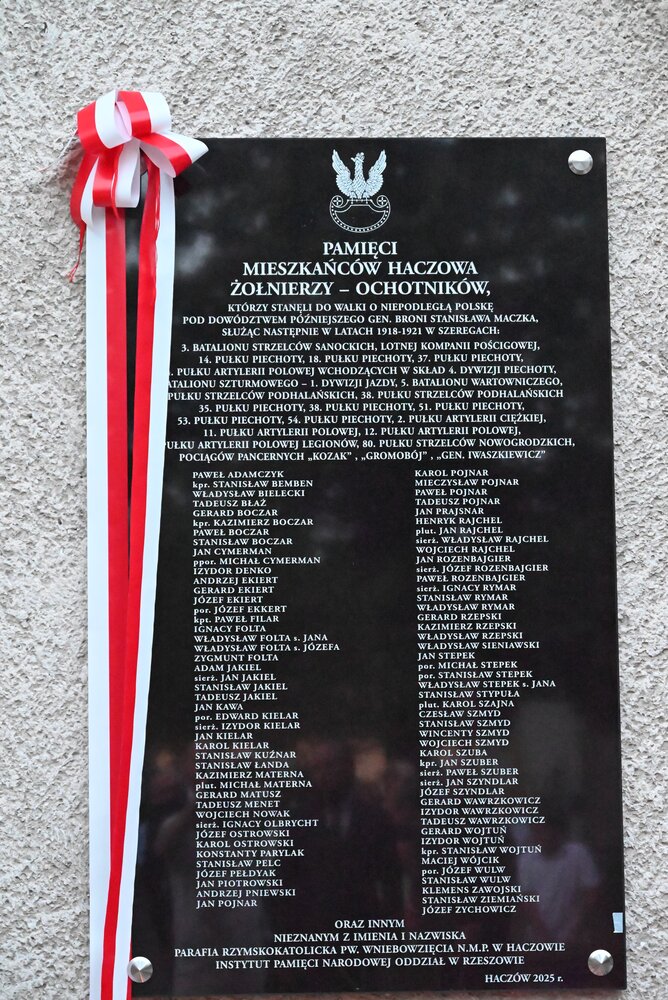 PAMIĘCI
MIESZKAŃCÓW HACZOWA
ŻOŁNIERZY – OCHOTNIKÓW,
KTÓRZY STANĘLI DO WALKI O NIEPODLEGŁĄ POLSKĘ
POD DOWÓDZTWEM PÓŹNIEJSZEGO GEN. BRONI STANISŁAWA MACZKA,
SŁUŻĄC NASTĘPNIE W LATACH 1918-1921 W SZEREGACH:
3. BATALIONU STRZELCÓW SANOCKICH, LOTNEJ KOMPANII POŚCIGOWEJ,
14. PUŁKU PIECHOTY, 18. PUŁKU PIECHOTY, 37. PUŁKU PIECHOTY,
PUŁKU ARTYLERII POLOWEJ WCHODZĄCYCH W SKŁAD 4. DYWIZJI PIECHOTY,
ATALIONU SZTURMOWEGO – 1. DYWIZJI JAZDY, 5. BATALIONU WARTOWNICZEGO,
PUŁKU STRZELCÓW PODHALAŃSKICH, 38. PUŁKU STRZELCÓW PODHALAŃSKICH
35. PUŁKU PIECHOTY, 38. PUŁKU PIECHOTY, 51. PUŁKU PIECHOTY,
53. PUŁKU PIECHOTY, 54. PUŁKU PIECHOTY, 2. PUŁKU ARTYLERII CIĘŻKIEJ,
11. PUŁKU ARTYLERII POLOWEJ, 12. PUŁKU ARTYLERII POLOWEJ,
PUŁKU ARTYLERII POLOWEJ LEGIONÓW, 80. PUŁKU STRZELCÓW NOWOGRODZKICH,
POCIĄGÓW PANCERNYCH „KOZAK” , „GROMOBÓJ” , „GEN. IWASZKIEWICZ”
PAWEŁ ADAMCZYK
kpr. STANISŁAW BEMBEN
WŁADYSŁAW BIELECKI
TADEUSZ BŁAŻ
GERARD BOCZAR
kpr. KAZIMIERZ BOCZAR
PAWEŁ BOCZAR
STANISŁAW BOCZAR
JAN CYMERMAN
ppor. MICHAŁ CYMERMAN
IZYDOR DENKO
ANDRZEJ EKIERT
GERARD EKIERT
JÓZEF EKIERT
por. JÓZEF EKKERT
kpt. PAWEŁ FILAR
IGNACY FOLTA
WŁADYSŁAW FOLTA s. JANA
WŁADYSŁAW FOLTA s. JÓZEFA
ZYGMUNT FOLTA
ADAM JAKIEL
sierż. JAN JAKIEL
STANISŁAW JAKIEL
TADEUSZ JAKIEL
JAN KAWA
por. EDWARD KIELAR
sierż. IZYDOR KIELAR
JAN KIELAR
KAROL KIELAR
STANISŁAW KUŹNAR
STANISŁAW ŁANDA
KAZIMIERZ MATERNA
plut. MICHAŁ MATERNA
GERARD MATUSZ
TADEUSZ MENET
WOJCIECH NOWAK
sierż. IGNACY OLBRYCHT
JÓZEF OSTROWSKI
KAROL OSTROWSKI
KONSTANTY PARYLAK
STANISŁAW PELC
JÓZEF PEŁDYAK
JAN PIOTROWSKI
ANDRZEJ PNIEWSKI
JAN POJNAR
KAROL POJNAR
MIECZYSŁAW POJNAR
PAWEŁ POJNAR
TADEUSZ POJNAR
JAN PRAJSNAR
HENRYK RAJCHEL
plut. JAN RAJCHEL
sierż. WŁADYSŁAW RAJCHEL
WOJCIECH RAJCHEL
JAN ROZENBAJGIER
sierż. JÓZEF ROZENBAJGIER
PAWEŁ ROZENBAJGIER
sierż. IGNACY RYMAR
STANISŁAW RYMAR
WŁADYSŁAW RYMAR
GERARD RZEPSKI
KAZIMIERZ RZEPSKI
WŁADYSŁAW RZEPSKI
WŁADYSŁAW SIENIAWSKI
JAN STEPEK
por. MICHAŁ STEPEK
por. STANISŁAW STEPEK
WŁADYSŁAW STEPEK s. JANA
STANISŁAW STYPUŁA
plut. KAROL SZAJNA
CZESŁAW SZMYD
STANISŁAW SZMYD
WINCENTY SZMYD
WOJCIECH SZMYD
KAROL SZUBA
kpr. JAN SZUBER
sierż. PAWEŁ SZUBER
sierż. JAN SZYNDLAR
JÓZEF SZYNDLAR
GERARD WAWRZKOWICZ
IZYDOR WAWRZKOWICZ
TADEUSZ WAWRZKOWICZ
GERARD WOJTUŃ
IZYDOR WOJTUŃ
kpr. STANISŁAW WOJTUŃ
MACIEJ WÓJCIK
por. JÓZEF WULW
STANISŁAW WULW
KLEMENS ZAWOJSKI
STANISŁAW ZIEMIAŃSKI
JÓZEF ZYCHOWICZ
ORAZ INNYM
NIEZNANYM Z IMIENIA I NAZWISKA
PARAFIA RZYMSKOKATOLICKA PW. WNIEBOWZIĘCIA N.M.P. W HACZOWIE
INSTYTUT PAMIĘCI NARODOWEJ ODDZIAŁ W RZESZOWIE
HACZÓW 2025 r.